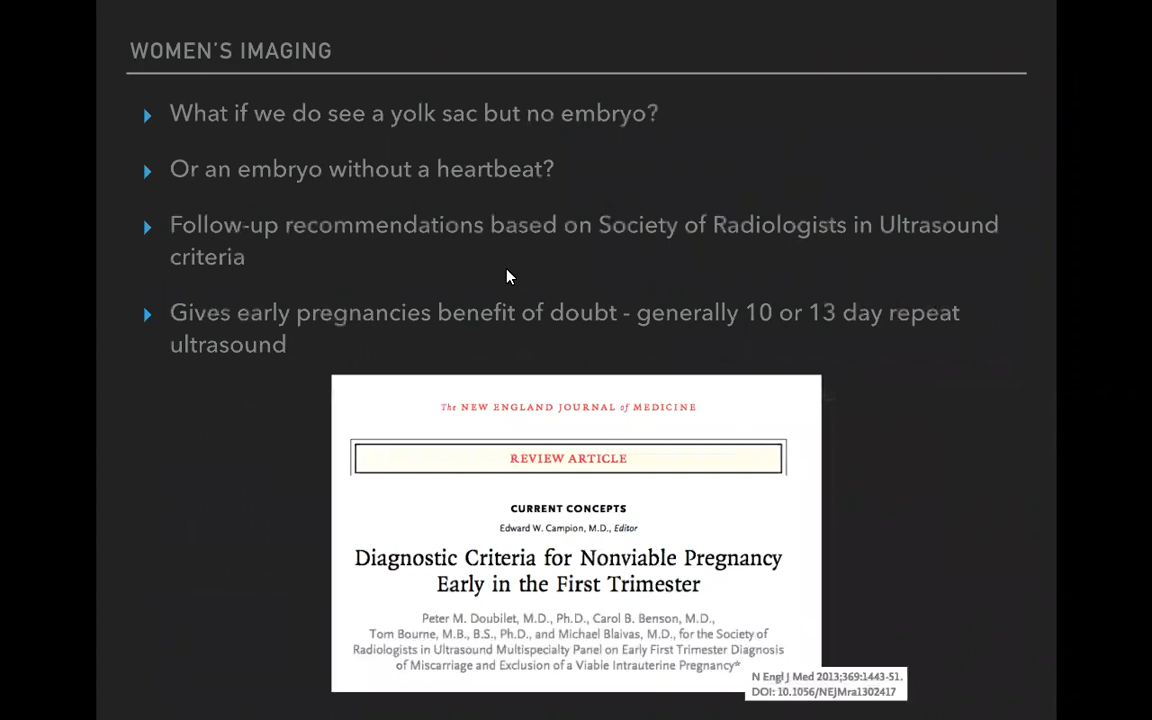 WOMEN'S IMAGING
What if we do see a yolk sac but no embryo?
Or an embryo without a heartbeat?
Follow-up recommendations based on Society of Radiologists in Ultrasound
criteria
Gives early pregnancies benefit of doubt - generally 10 or 13 day repeat
ultrasound
The NEW ENGLAND JOURNAL of MEDICINE
REVIEW ARTICLE
CURRENT CONCEPTS
Edward W. Campion, M.D., Editor
Diagnostic Criteria for Nonviable Pregnancy
Early in the First Trimester
Peter M. Doubilet, M.D., Ph.D., Carol B. Benson, M.D.,
Tom Bourne, M.B., B.S., Ph.D., and Michael Blaivas, M.D., for the Society of
Radiologists in Ultrasound Multispecialty Panel on Early First Trimester Diagnosis
of Miscarriage and Exclusion of a Viable Intrauterine Pregnancy*
N Engl J Med 2013;369:1443-51.
DOI: 10.1056/NEJMra1302417